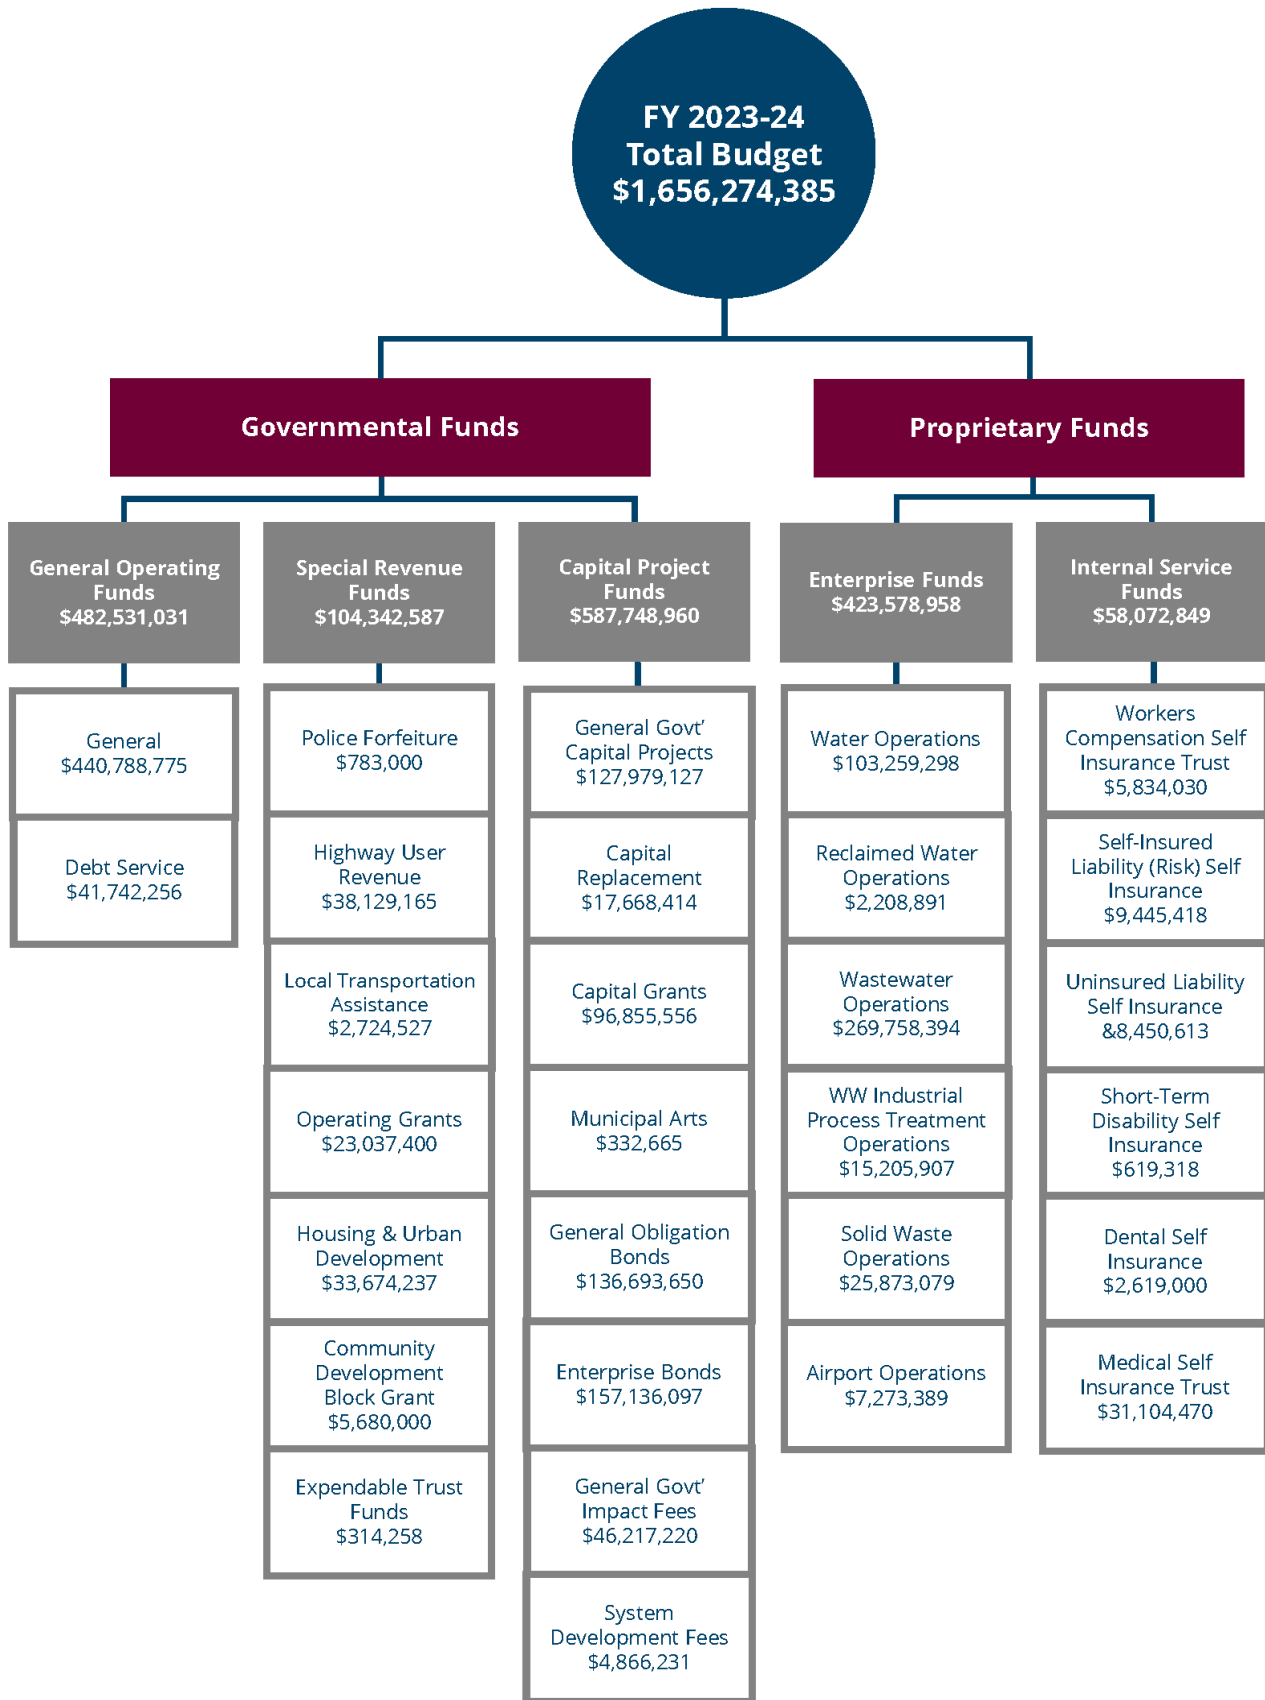 FY 2023-24
Total Budget
$1,656,274,385
Governmental Funds
Proprietary Funds
General Operating
Funds
$482,531,031
Special Revenue
Funds
$104,342,587
Capital Project
Funds
$587,748,960
Enterprise Funds
$423,578,958
Internal Service
Funds
$58,072,849
General
$440,788,775
Debt Service
$41,742,256
Police Forfeiture
$783,000
Highway User
Revenue
$38,129,165
Local Transportation
Assistance
$2,724,527
Operating Grants
$23,037,400
Housing & Urban
Development
$33,674,237
Community
Development
Block Grant
$5,680,000
Expendable Trust
Funds
$314,258
General Govt’
Capital Projects
$127,979,127
Capital
Replacement
$17,668,414
Capital Grants
$96,855,556
Municipal Arts
$332,665
General Obligation
Bonds
$136,693,650
Enterprise Bonds
$157,136,097
General Govt’
Impact Fees
$46,217,220
System
Development Fees
$4,866,231
Water Operations
$103,259,298
Reclaimed Water
Operations
$2,208,891
Wastewater
Operations
$269,758,394
WW Industrial
Process Treatment
Operations
$15,205,907
Solid Waste
Operations
$25,873,079
Airport Operations
$7,273,389
Workers
Compensation Self
Insurance Trust
$5,834,030
Self-Insured
Liability (Risk) Self
Insurance
$9,445,418
Uninsured Liability
Self Insurance
&8,450,613
Short-Term
Disability Self
Insurance
$619,318
Dental Self
Insurance
$2,619,000
Medical Self
Insurance Trust
$31,104,470